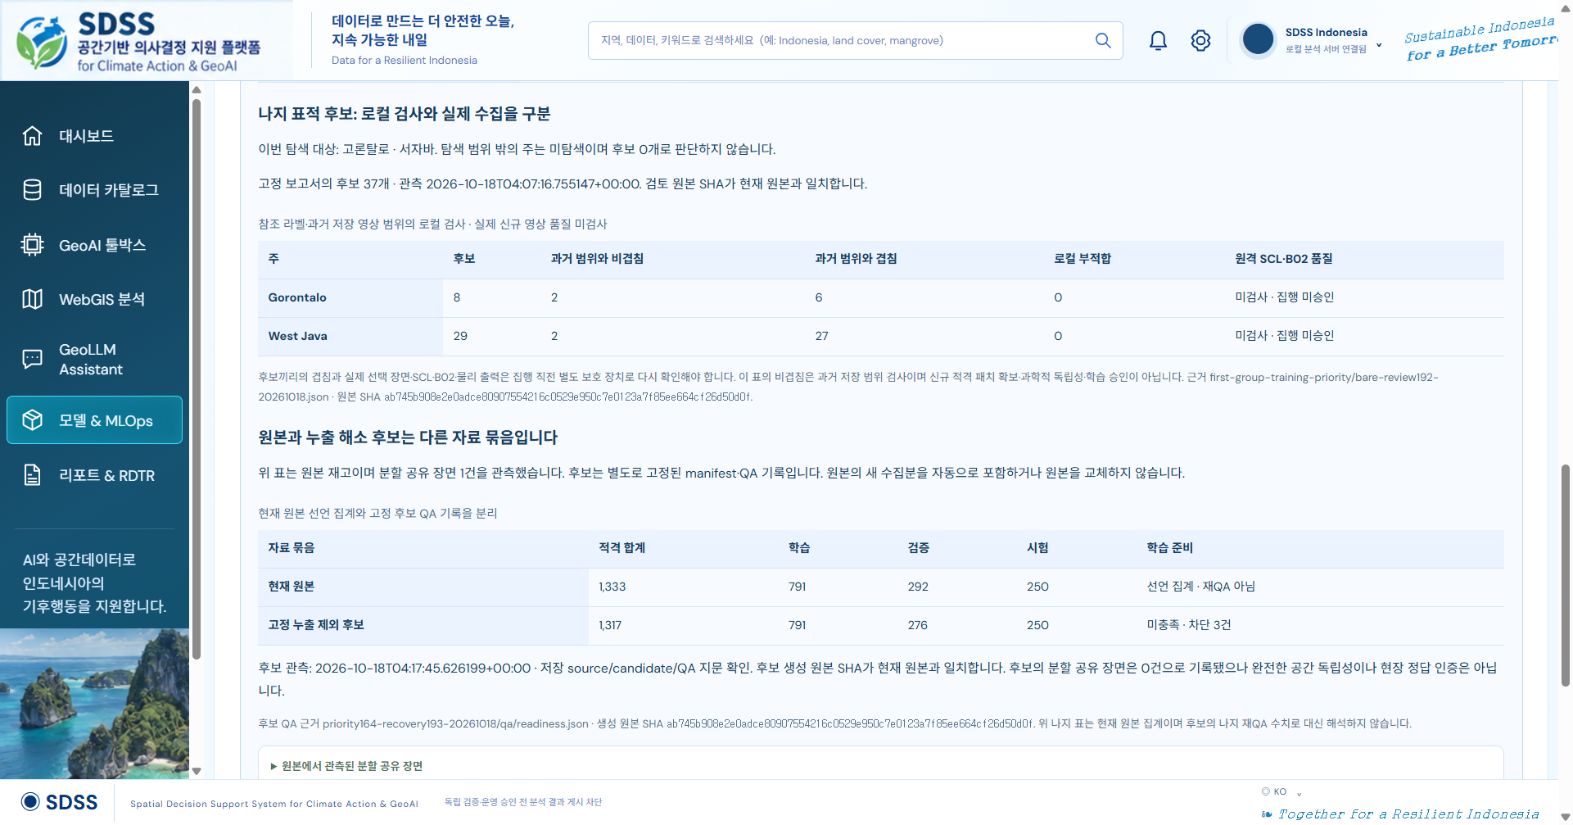 SDSS
공간기반 의사결정 지원 플랫폼
for Climate Action & GeoAI
데이터로 만드는 더 안전한 오늘,
지속 가능한 내일
Data for a Resilient Indonesia
지역, 데이터, 키워드로 검색하세요 (예: Indonesia, land cover, mangrove)
SDSS Indonesia
로컬 분석 서버 연결됨
Sustainable Indonesia
for a Better Tomorr
대시보드
데이터 카탈로그
GeoAI 툴박스
WebGIS 분석
GeoLLM
Assistant
모델 & MLOps
리포트 & RDTR
AI와 공간데이터로
인도네시아의
기후행동을 지원합니다.
나지 표적 후보: 로컬 검사와 실제 수집을 구분
이번 탐색 대상: 고론탈로 · 서자바. 탐색 범위 밖의 주는 미탐색이며 후보 0개로 판단하지 않습니다.
고정 보고서의 후보 37개 · 관측 2026-10-18T04:07:16.755147+00:00. 검토 원본 SHA가 현재 원본과 일치합니다.
참조 라벨·과거 저장 영상 범위의 로컬 검사 · 실제 신규 영상 품질 미검사
주 후보 과거 범위와 비겹침 과거 범위와 겹침 로컬 부적합 원격 SCL·B02 품질
Gorontalo 8 2 6 0 미검사 · 집행 미승인
West Java 29 2 27 0 미검사 · 집행 미승인
후보끼리의 겹침과 실제 선택 장면·SCL·B02·물리 출력은 집행 직전 별도 보호 장치로 다시 확인해야 합니다. 이 표의 비겹침은 과거 저장 범위 검사이며 신규 적격 패치 확보·과학적 독립성·학습 승인이 아닙니다. 근거 first-group-training-priority/bare-review192-
20261018.json · 원본 SHA ab745b908e2e0adce80907554216c0529e950c7e0123a7f85ee664cf26d50d0f.
원본과 누출 해소 후보는 다른 자료 묶음입니다
위 표는 원본 재고이며 분할 공유 장면 1건을 관측했습니다. 후보는 별도로 고정된 manifest·QA 기록입니다. 원본의 새 수집분을 자동으로 포함하거나 원본을 교체하지 않습니다.
현재 원본 선언 집계와 고정 후보 QA 기록을 분리
자료 묶음 적격 합계 학습 검증 시험 학습 준비
현재 원본 1,333 791 292 250 선언 집계 · 재QA 아님
고정 누출 제외 후보 1,317 791 276 250 미충족 · 차단 3건
후보 관측: 2026-10-18T04:17:45.626199+00:00 · 저장 source/candidate/QA 지문 확인. 후보 생성 원본 SHA가 현재 원본과 일치합니다. 후보의 분할 공유 장면은 0건으로 기록됐으나 완전한 공간 독립성이나 현장 정답 인증은 아닙
니다.
후보 QA 근거 priority164-recovery193-20261018/qa/readiness.json · 생성 원본 SHA ab745b908e2e0adce80907554216c0529e950c7e0123a7f85ee664cf26d50d0f. 위 나지 표는 현재 원본 집계이며 후보의 나지 재QA 수치로 대신 해석하지 않습니다.
▶ 원본에서 관측된 분할 공유 장면
SDSS
Spatial Decision Support System for Climate Action & GeoAI
독립 검증·운영 승인 전 분석 결과 게시 차단
KO
Together for a Resilient Indonesia